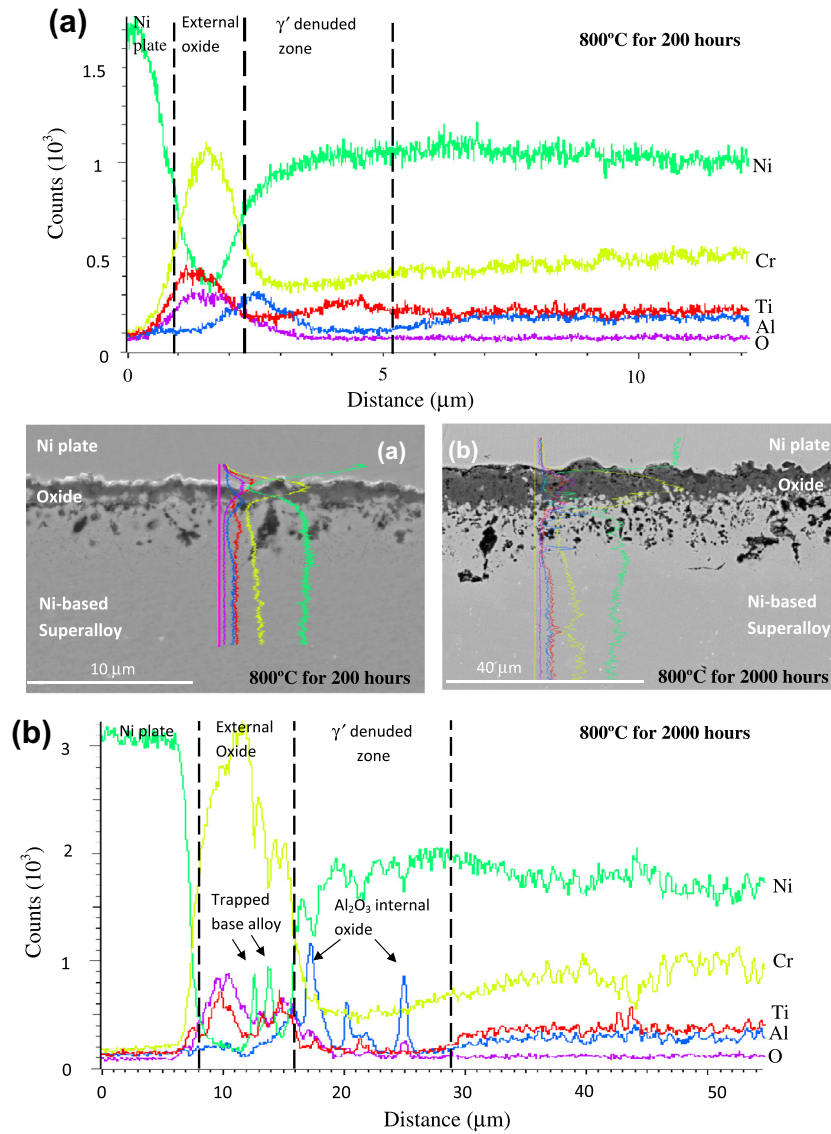 (a)
Ni plate
External oxide
γ′ denuded zone
800ºC for 200 hours
1.5
1
0.5
0
Counts (10³)
Ni
Cr
Ti
Al
O
0
5
10
Distance (µm)
Ni plate
(a)
Oxide
Ni-based
Superalloy
10 µm
800ºC for 200 hours
(b)
Ni plate
Oxide
Ni-based
Superalloy
40 µm
800ºC for 2000 hours
(b)
Ni plate
External
Oxide
γ′ denuded
zone
800ºC for 2000 hours
3
2
1
0
Counts (10³)
Trapped
base alloy
Al₂O₃ internal
oxide
Ni
Cr
Ti
Al
O
0
10
20
30
40
50
Distance (µm)